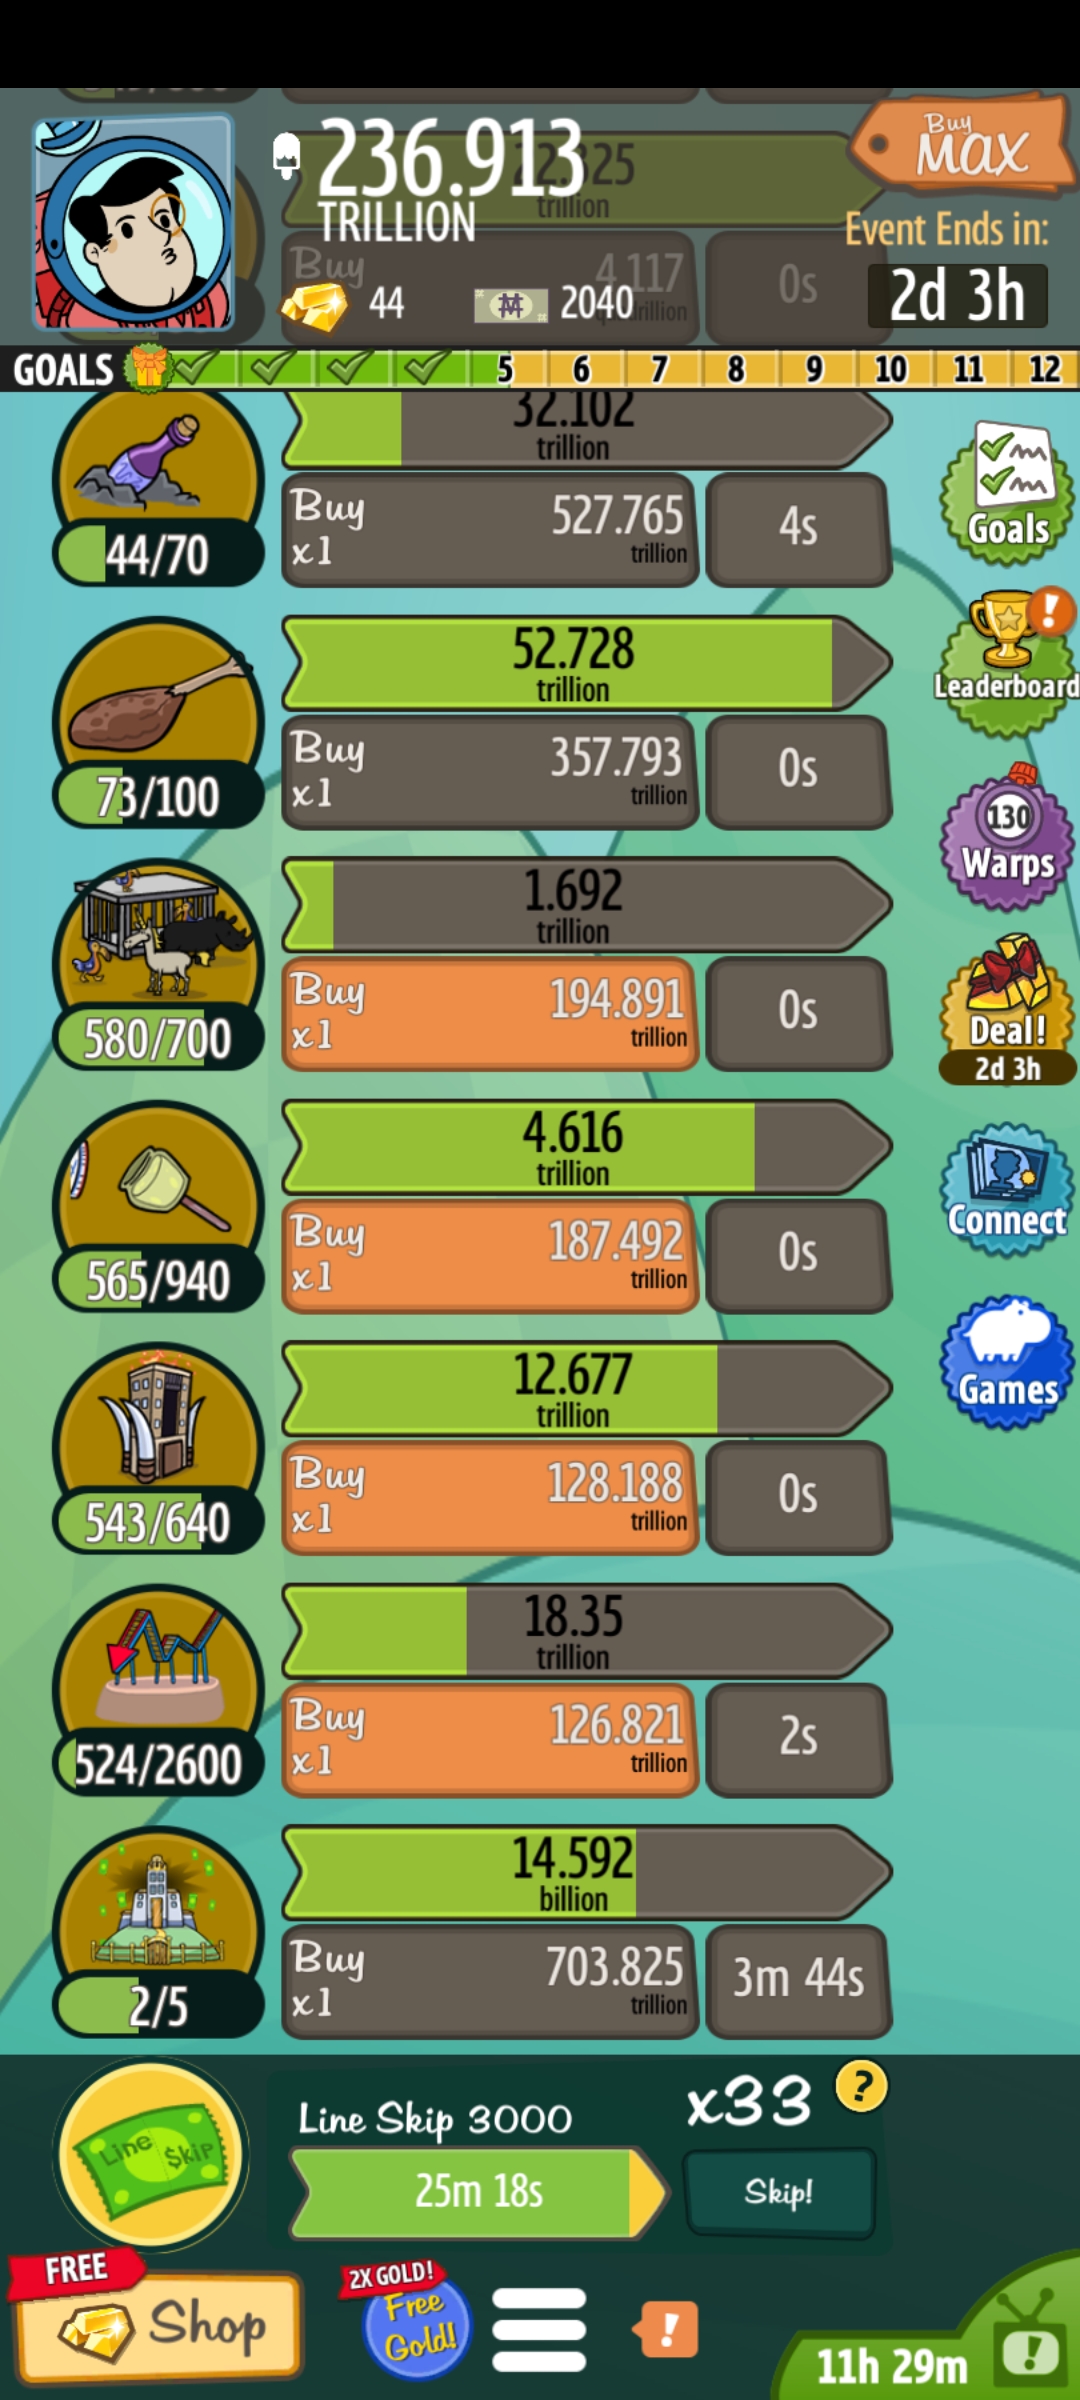 236.913
TRILLION
44
2040
Buy
MAX
Event Ends in:
2d 3h
trillion
Buy
4.117
0s
GOALS
5
6
7
8
9
10
11
12
32.102
trillion
Buy
x1
527.765
trillion
4s
44/70
Goals
52.728
trillion
Buy
x1
357.793
trillion
0s
73/100
Leaderboard
1.692
trillion
Buy
x1
194.891
trillion
0s
580/700
130
Warps
Deal!
2d 3h
4.616
trillion
Buy
x1
187.492
trillion
0s
565/940
Connect
12.677
trillion
Buy
x1
128.188
trillion
0s
543/640
Games
18.35
trillion
Buy
x1
126.821
trillion
2s
524/2600
14.592
billion
Buy
x1
703.825
trillion
3m 44s
2/5
Line $kip
Line Skip 3000
25m 18s
x33
?
Skip!
FREE
Shop
2X GOLD!
Free
Gold!
!
11h 29m
!